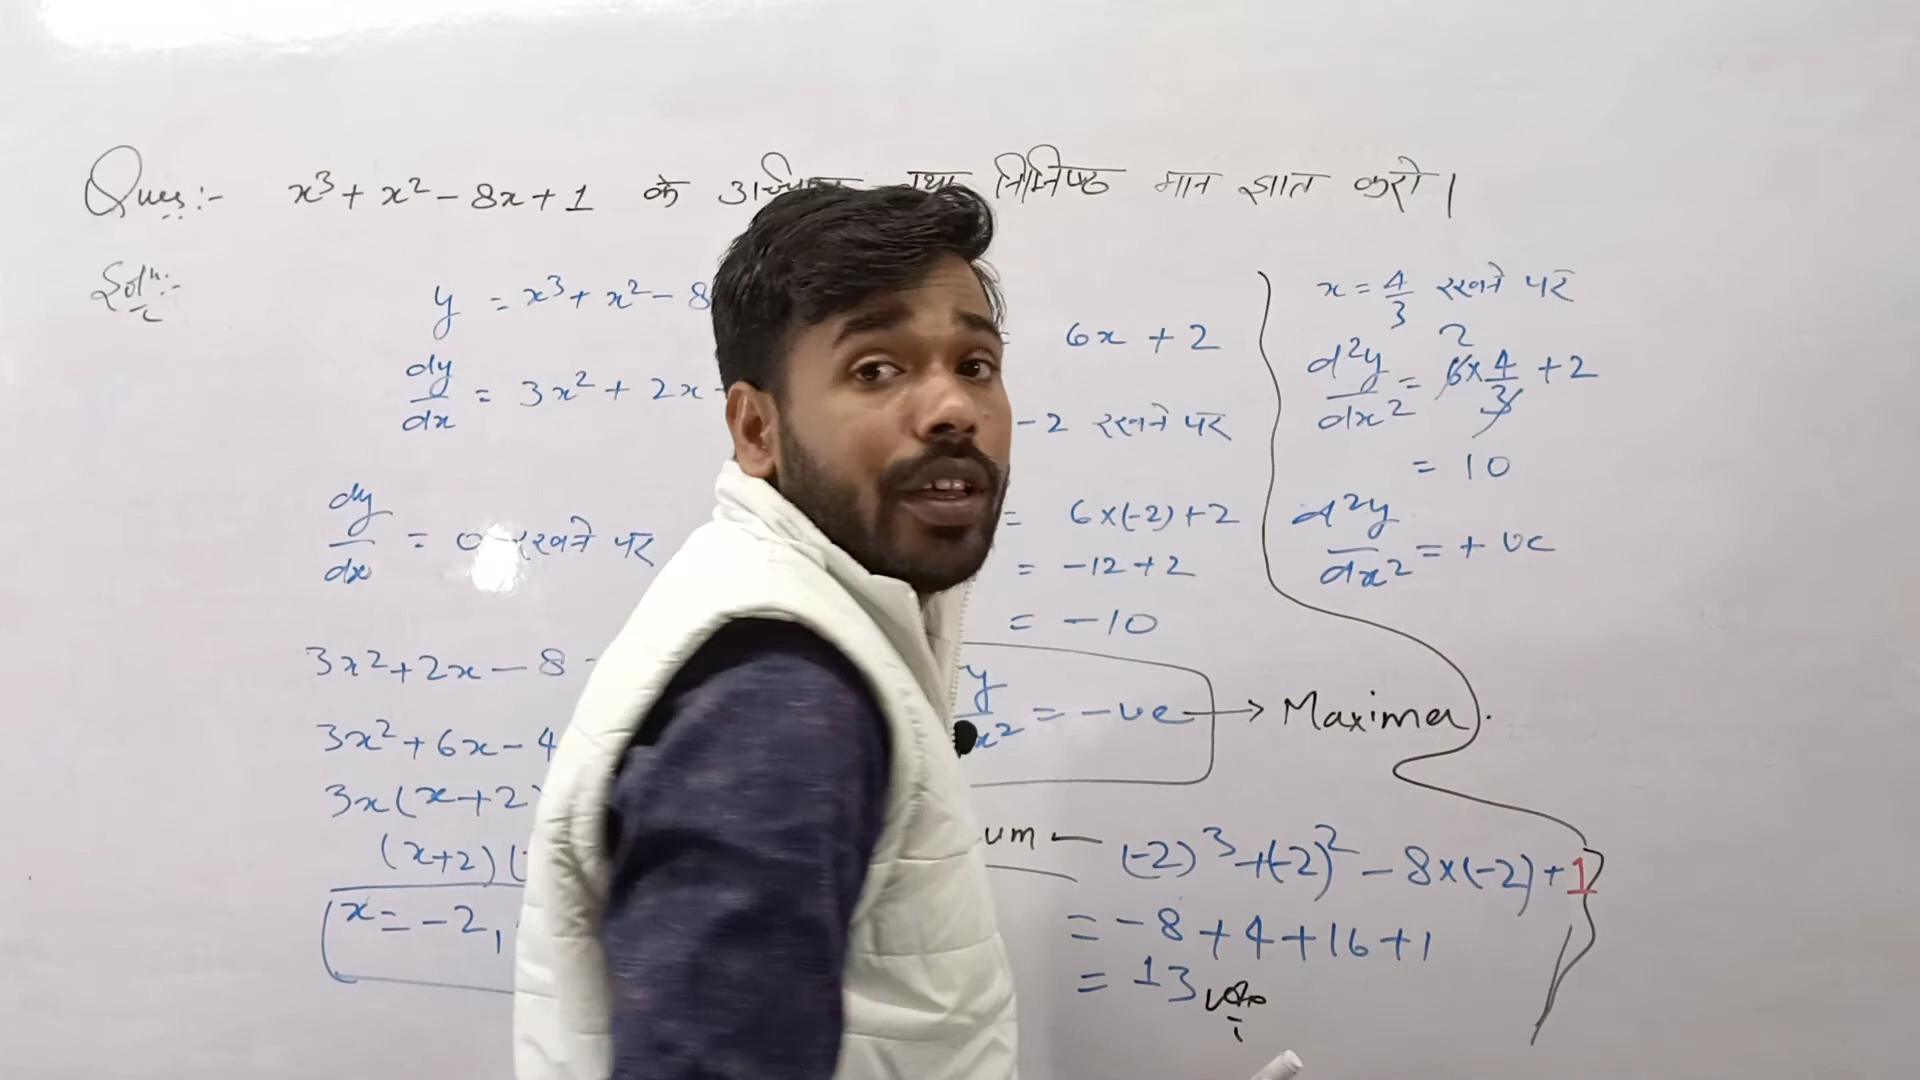 Ques:- x³ + x² - 8x + 1 के तथा निम्निष्ठ मान ज्ञात करो।
Solⁿ:-
y = x³ + x² - 8
dy/dx = 3x² + 2x -
dy/dx = 0 रखने पर
3x² + 2x - 8
3x² + 6x - 4
3x(x+2)
(x+2)(
x = -2,
= 6x + 2
-2 रखने पर
= 6×(-2)+2
= -12+2
= -10
y/x² = -ve → Maxima.
um - (-2)³ + (-2)² - 8×(-2) + 1
= -8 + 4 + 16 + 1
= 13
x = 4/3 रखने पर
d²y/dx² = 6×4/3 + 2
2
= 10
d²y/dx² = +ve